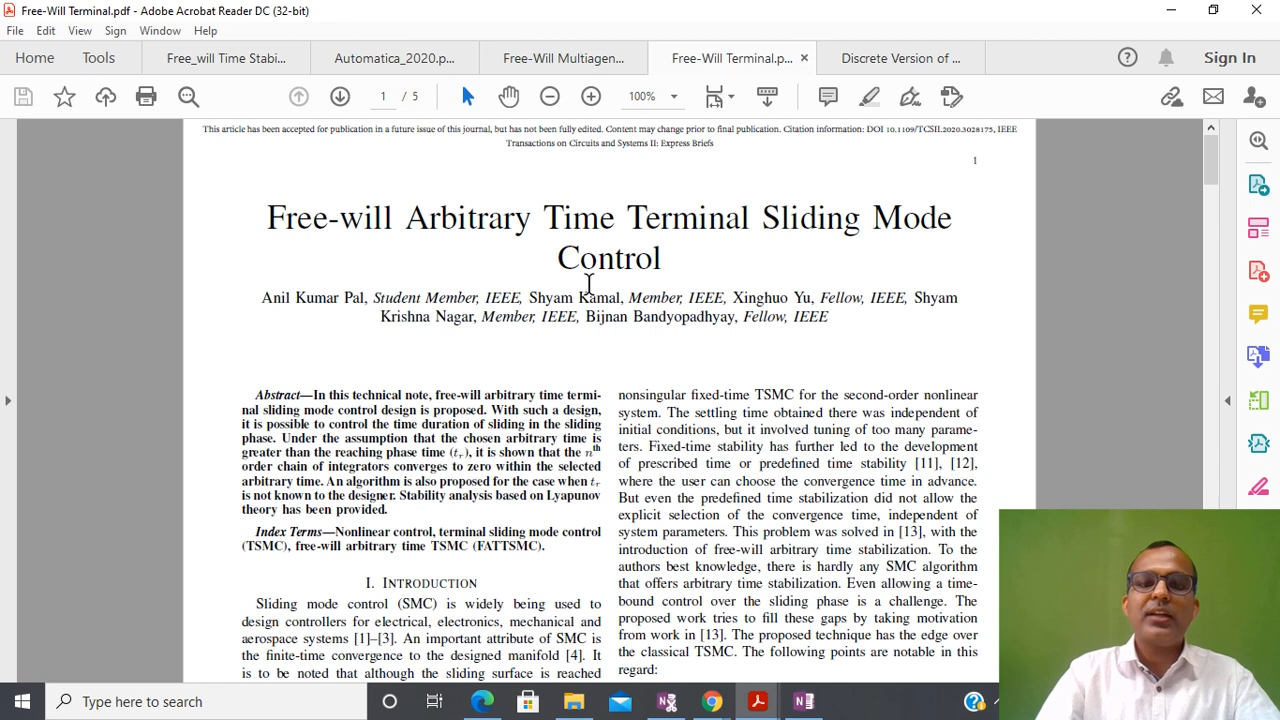 Free-Will Terminal.pdf - Adobe Acrobat Reader DC (32-bit)
File Edit View Sign Window Help
Home Tools Free_will Time Stabi... Automatica_2020.p... Free-Will Multiagen... Free-Will Terminal.p... × Discrete Version of ... Sign In
1 / 5 100%
This article has been accepted for publication in a future issue of this journal, but has not been fully edited. Content may change prior to final publication. Citation information: DOI 10.1109/TCSII.2020.3028175, IEEE
Transactions on Circuits and Systems II: Express Briefs
1
Free-will Arbitrary Time Terminal Sliding Mode
Control
Anil Kumar Pal, Student Member, IEEE, Shyam Kamal, Member, IEEE, Xinghuo Yu, Fellow, IEEE, Shyam
Krishna Nagar, Member, IEEE, Bijnan Bandyopadhyay, Fellow, IEEE
Abstract—In this technical note, free-will arbitrary time termi-
nal sliding mode control design is proposed. With such a design,
it is possible to control the time duration of sliding in the sliding
phase. Under the assumption that the chosen arbitrary time is
greater than the reaching phase time (tᵣ), it is shown that the nᵗʰ
order chain of integrators converges to zero within the selected
arbitrary time. An algorithm is also proposed for the case when tᵣ
is not known to the designer. Stability analysis based on Lyapunov
theory has been provided.
Index Terms—Nonlinear control, terminal sliding mode control
(TSMC), free-will arbitrary time TSMC (FATTSMC).
I. INTRODUCTION
Sliding mode control (SMC) is widely being used to
design controllers for electrical, electronics, mechanical and
aerospace systems [1]–[3]. An important attribute of SMC is
the finite-time convergence to the designed manifold [4]. It
is to be noted that although the sliding surface is reached
nonsingular fixed-time TSMC for the second-order nonlinear
system. The settling time obtained there was independent of
initial conditions, but it involved tuning of too many parame-
ters. Fixed-time stability has further led to the development
of prescribed time or predefined time stability [11], [12],
where the user can choose the convergence time in advance.
But even the predefined time stabilization did not allow the
explicit selection of the convergence time, independent of
system parameters. This problem was solved in [13], with the
introduction of free-will arbitrary time stabilization. To the
authors best knowledge, there is hardly any SMC algorithm
that offers arbitrary time stabilization. Even allowing a time-
bound control over the sliding phase is a challenge. The
proposed work tries to fill these gaps by taking motivation
from work in [13]. The proposed technique has the edge over
the classical TSMC. The following points are notable in this
regard:
Type here to search